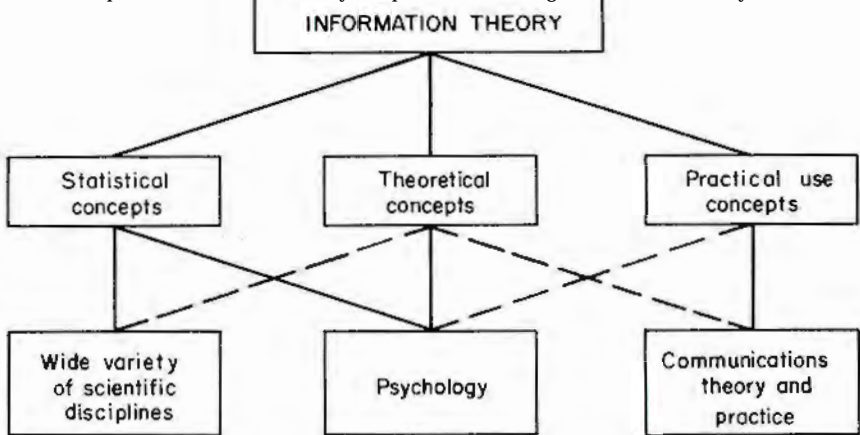 INFORMATION THEORY
Statistical
concepts
Theoretical
concepts
Practical use
concepts
Wide variety
of scientific
disciplines
Psychology
Communications
theory and
practice